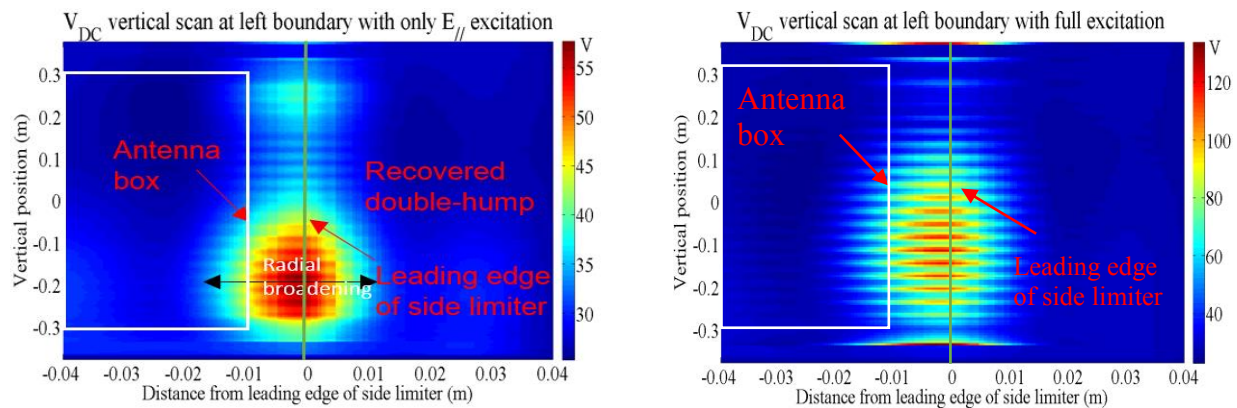 V_DC vertical scan at left boundary with only E_// excitation
V
0.3
0.2
0.1
0
-0.1
-0.2
-0.3
Vertical position (m)
Antenna
box
Recovered
double-hump
Radial
broadening
Leading edge
of side limiter
55
50
45
40
35
30
-0.04
-0.03
-0.02
-0.01
0
0.01
0.02
0.03
0.04
Distance from leading edge of side limiter (m)
V_DC vertical scan at left boundary with full excitation
V
0.3
0.2
0.1
0
-0.1
-0.2
-0.3
Vertical position (m)
Antenna
box
Leading edge
of side limiter
120
100
80
60
40
-0.04
-0.03
-0.02
-0.01
0
0.01
0.02
0.03
0.04
Distance from leading edge of side limiter (m)